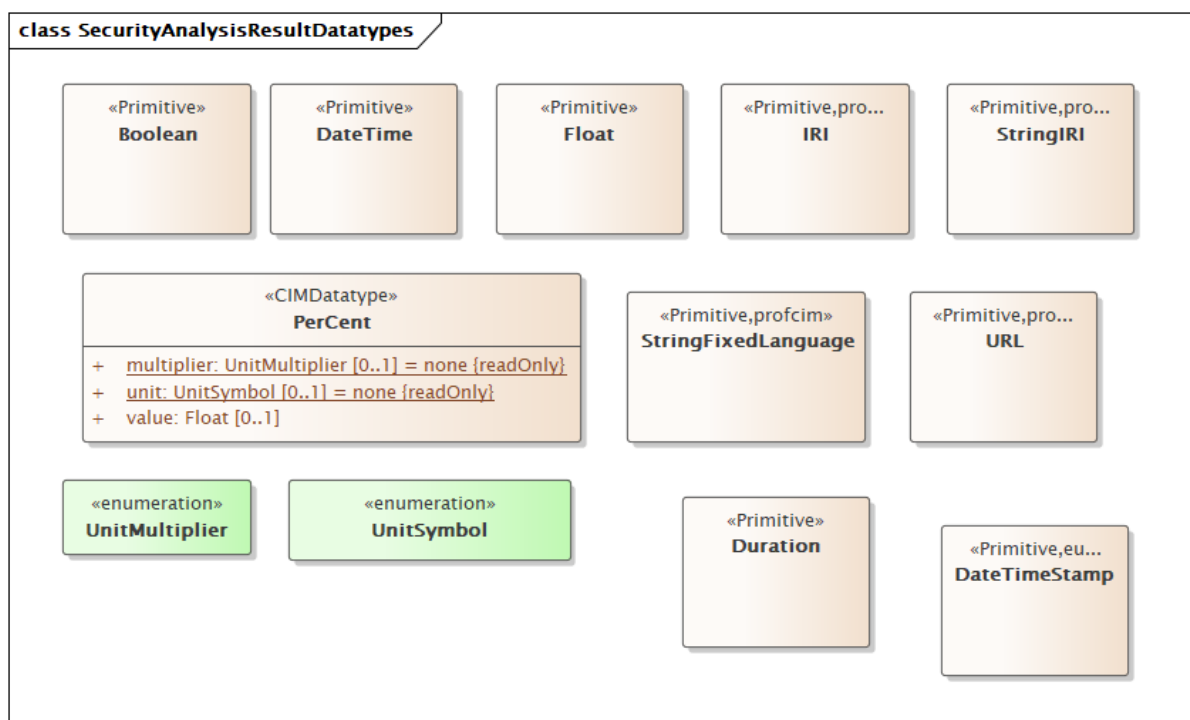 class SecurityAnalysisResultDatatypes
«Primitive»
Boolean
«Primitive»
DateTime
«Primitive»
Float
«Primitive,pro...
IRI
«Primitive,pro...
StringIRI
«CIMDatatype»
PerCent
+ multiplier: UnitMultiplier [0..1] = none {readOnly}
+ unit: UnitSymbol [0..1] = none {readOnly}
+ value: Float [0..1]
«Primitive,profcim»
StringFixedLanguage
«Primitive,pro...
URL
«enumeration»
UnitMultiplier
«enumeration»
UnitSymbol
«Primitive»
Duration
«Primitive,eu...
DateTimeStamp